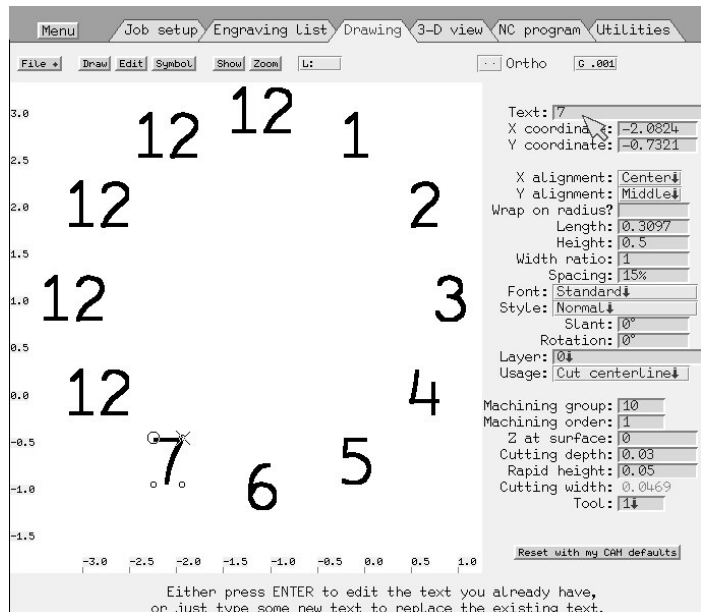 Menu Job setup Engraving List Drawing 3-D view NC program Utilities
File Draw Edit Symbol Show Zoom L: Ortho G .001
12
12 1
12 2
12 3
12 4
7 6 5
3.0
2.5
2.0
1.5
1.0
0.5
0.0
-0.5
-1.0
-1.5
-3.0 -2.5 -2.0 -1.5 -1.0 -0.5 0.0 0.5 1.0
Text: 7
X coordinate: -2.0824
Y coordinate: -0.7321
X alignment: Center
Y alignment: Middle
Wrap on radius?
Length: 0.3097
Height: 0.5
Width ratio: 1
Spacing: 15%
Font: Standard
Style: Normal
Slant: 0°
Rotation: 0°
Layer: 0
Usage: Cut centerline
Machining group: 10
Machining order: 1
Z at surface: 0
Cutting depth: 0.03
Rapid height: 0.05
Cutting width: 0.0469
Tool: 1
Reset with my CAM defaults
Either press ENTER to edit the text you already have,
or just type some new text to replace the existing text.